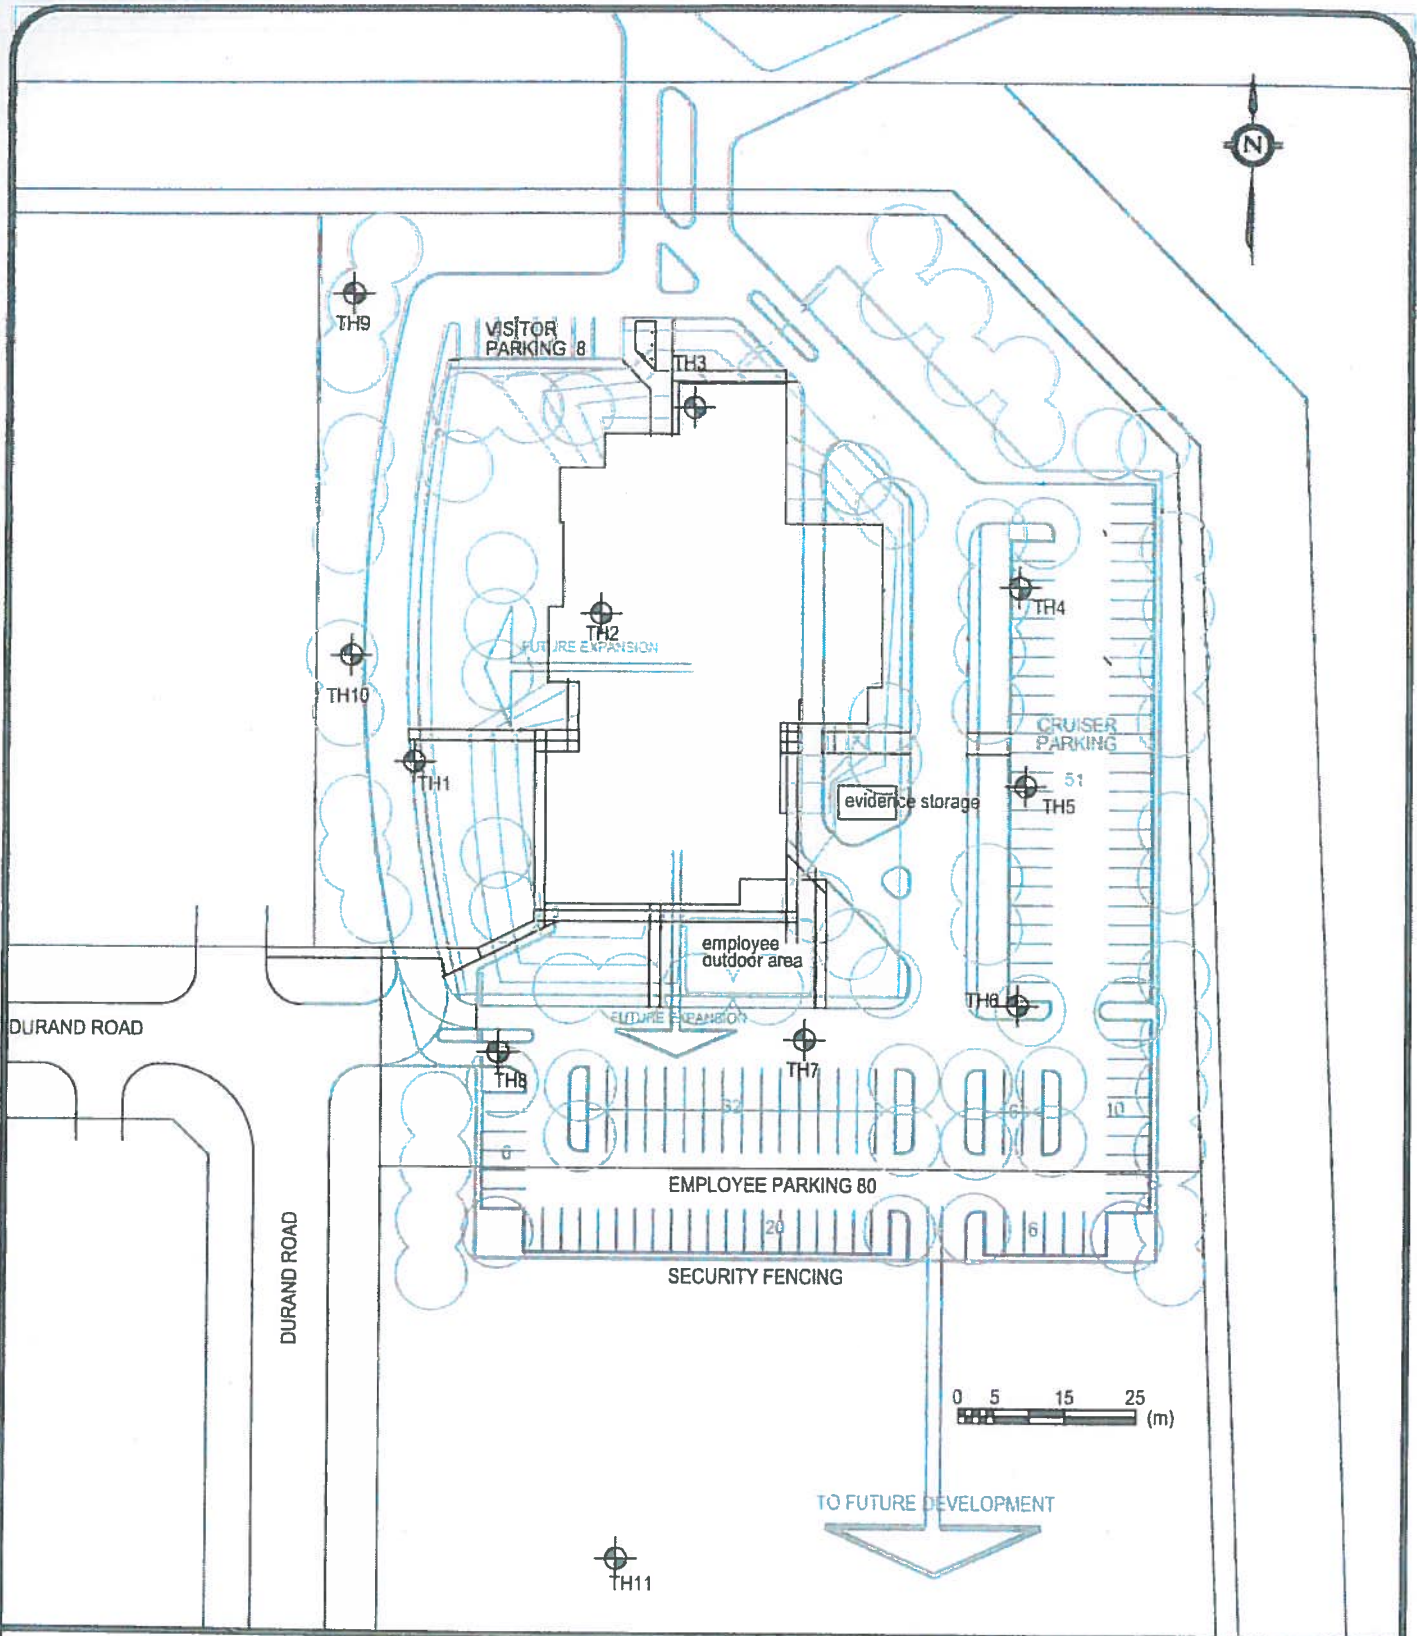 N
TH9
VISITOR
PARKING 8
TH3
TH4
TH2
FUTURE EXPANSION
TH10
CRUISER
PARKING
51
TH1
evidence storage
TH5
employee
outdoor area
TH6
DURAND ROAD
FUTURE EXPANSION
TH7
TH8
6
10
EMPLOYEE PARKING 80
20
6
SECURITY FENCING
DURAND ROAD
0 5 15 25
(m)
TO FUTURE DEVELOPMENT
TH11